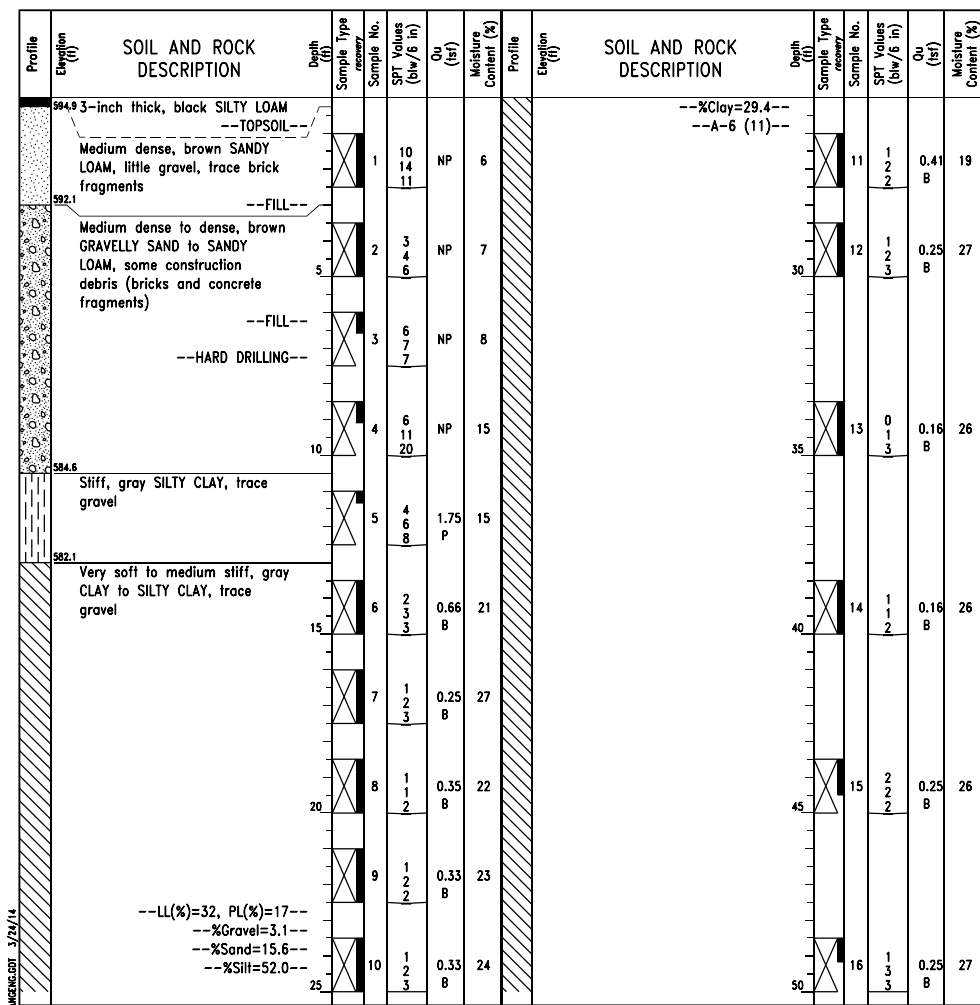 Profile
Elevation
(ft)
SOIL AND ROCK
DESCRIPTION
Depth
(ft)
Sample Type
recovery
Sample No.
SPT Values
(blw/6 in)
Qu
(tsf)
Moisture
Content (%)
594.9 3-inch thick, black SILTY LOAM
--TOPSOIL--
Medium dense, brown SANDY
LOAM, little gravel, trace brick
fragments
1 10 14 11 NP 6
592.1 --FILL--
Medium dense to dense, brown
GRAVELLY SAND to SANDY
LOAM, some construction
debris (bricks and concrete
fragments)
5 2 3 4 6 NP 7
--FILL--
3 6 7 7 NP 8
--HARD DRILLING--
10 4 6 11 20 NP 15
584.6
Stiff, gray SILTY CLAY, trace
gravel
5 4 6 8 1.75 P 15
582.1
Very soft to medium stiff, gray
CLAY to SILTY CLAY, trace
gravel
15 6 2 3 3 0.66 B 21
7 1 2 3 0.25 B 27
20 8 1 1 2 0.35 B 22
9 1 2 2 0.33 B 23
--LL(%)=32, PL(%)=17--
--%Gravel=3.1--
--%Sand=15.6--
--%Silt=52.0--
25 10 1 2 3 0.33 B 24
Profile
Elevation
(ft)
SOIL AND ROCK
DESCRIPTION
Depth
(ft)
Sample Type
recovery
Sample No.
SPT Values
(blw/6 in)
Qu
(tsf)
Moisture
Content (%)
--%Clay=29.4--
--A-6 (11)--
11 1 2 2 0.41 B 19
30 12 1 2 3 0.25 B 27
35 13 0 1 3 0.16 B 26
40 14 1 1 2 0.16 B 26
45 15 2 2 2 0.25 B 26
50 16 1 3 3 0.25 B 27
3/24/14